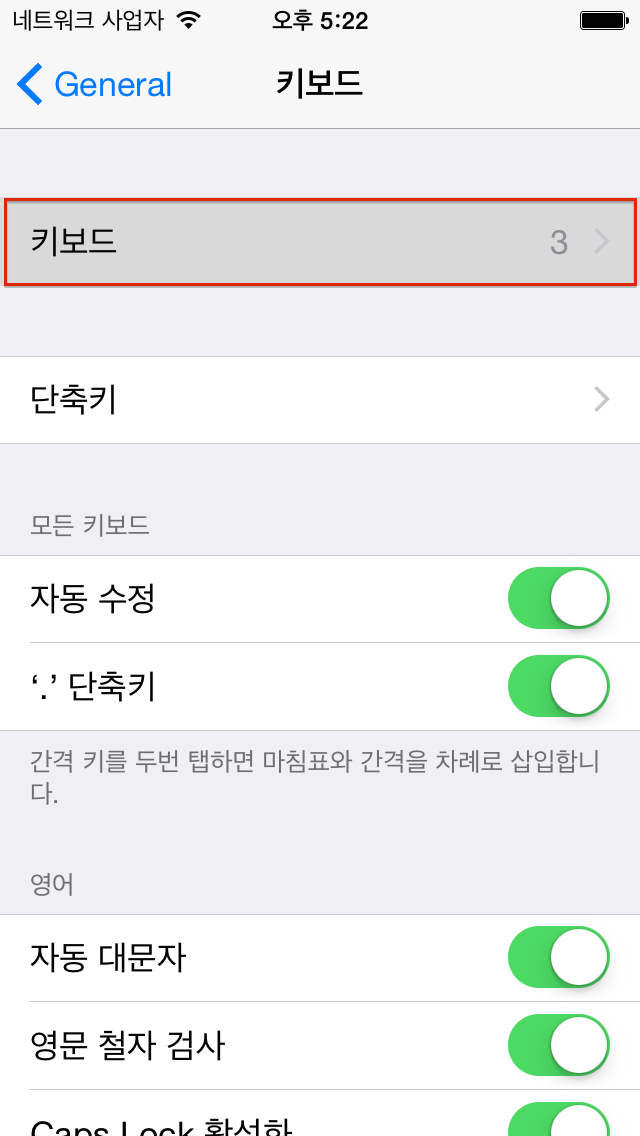 네트워크 사업자 오후 5:22
General 키보드
키보드 3
단축키
모든 키보드
자동 수정
‘.’ 단축키
간격 키를 두번 탭하면 마침표와 간격을 차례로 삽입합니
다.
영어
자동 대문자
영문 철자 검사
Caps Lock 활성화